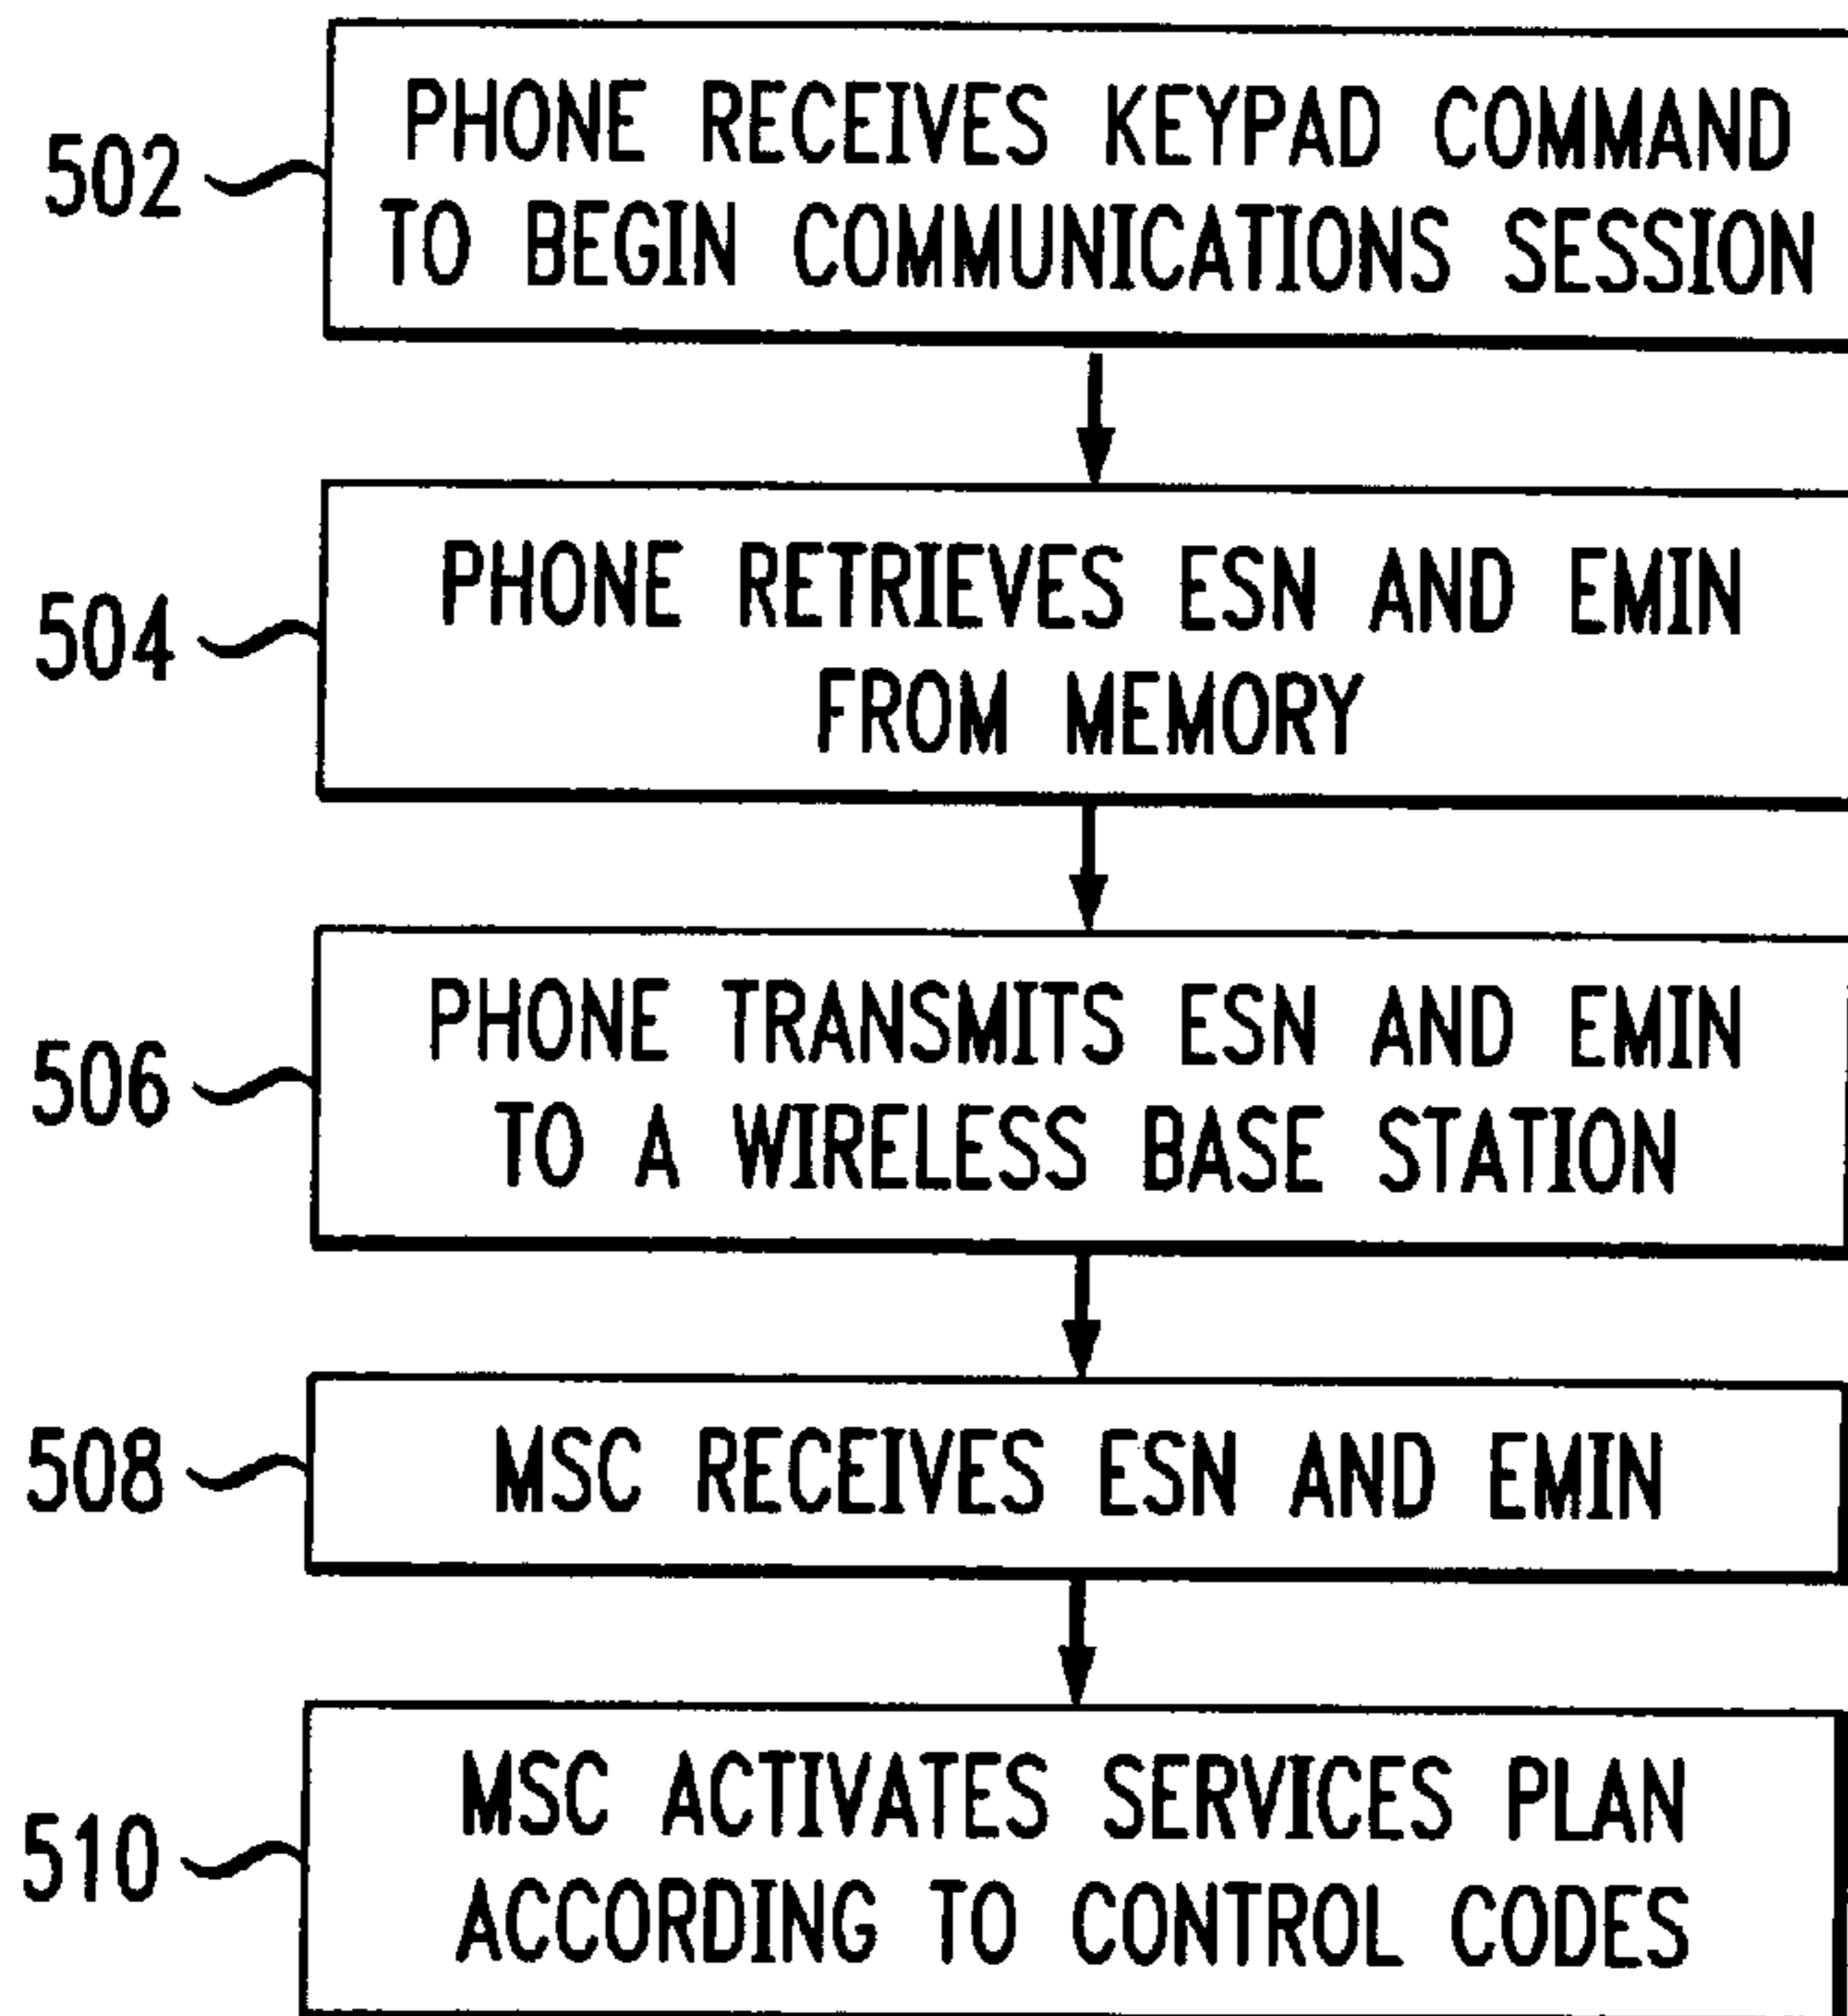 502
PHONE RECEIVES KEYPAD COMMAND
TO BEGIN COMMUNICATIONS SESSION
504
PHONE RETRIEVES ESN AND EMIN
FROM MEMORY
506
PHONE TRANSMITS ESN AND EMIN
TO A WIRELESS BASE STATION
508
MSC RECEIVES ESN AND EMIN
510
MSC ACTIVATES SERVICES PLAN
ACCORDING TO CONTROL CODES